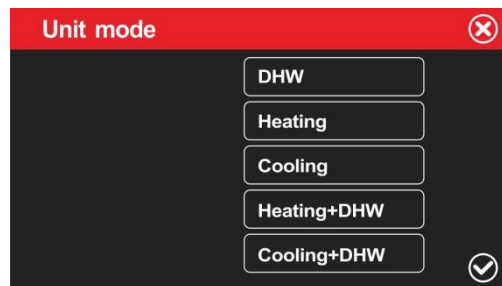 Unit mode
DHW
Heating
Cooling
Heating+DHW
Cooling+DHW